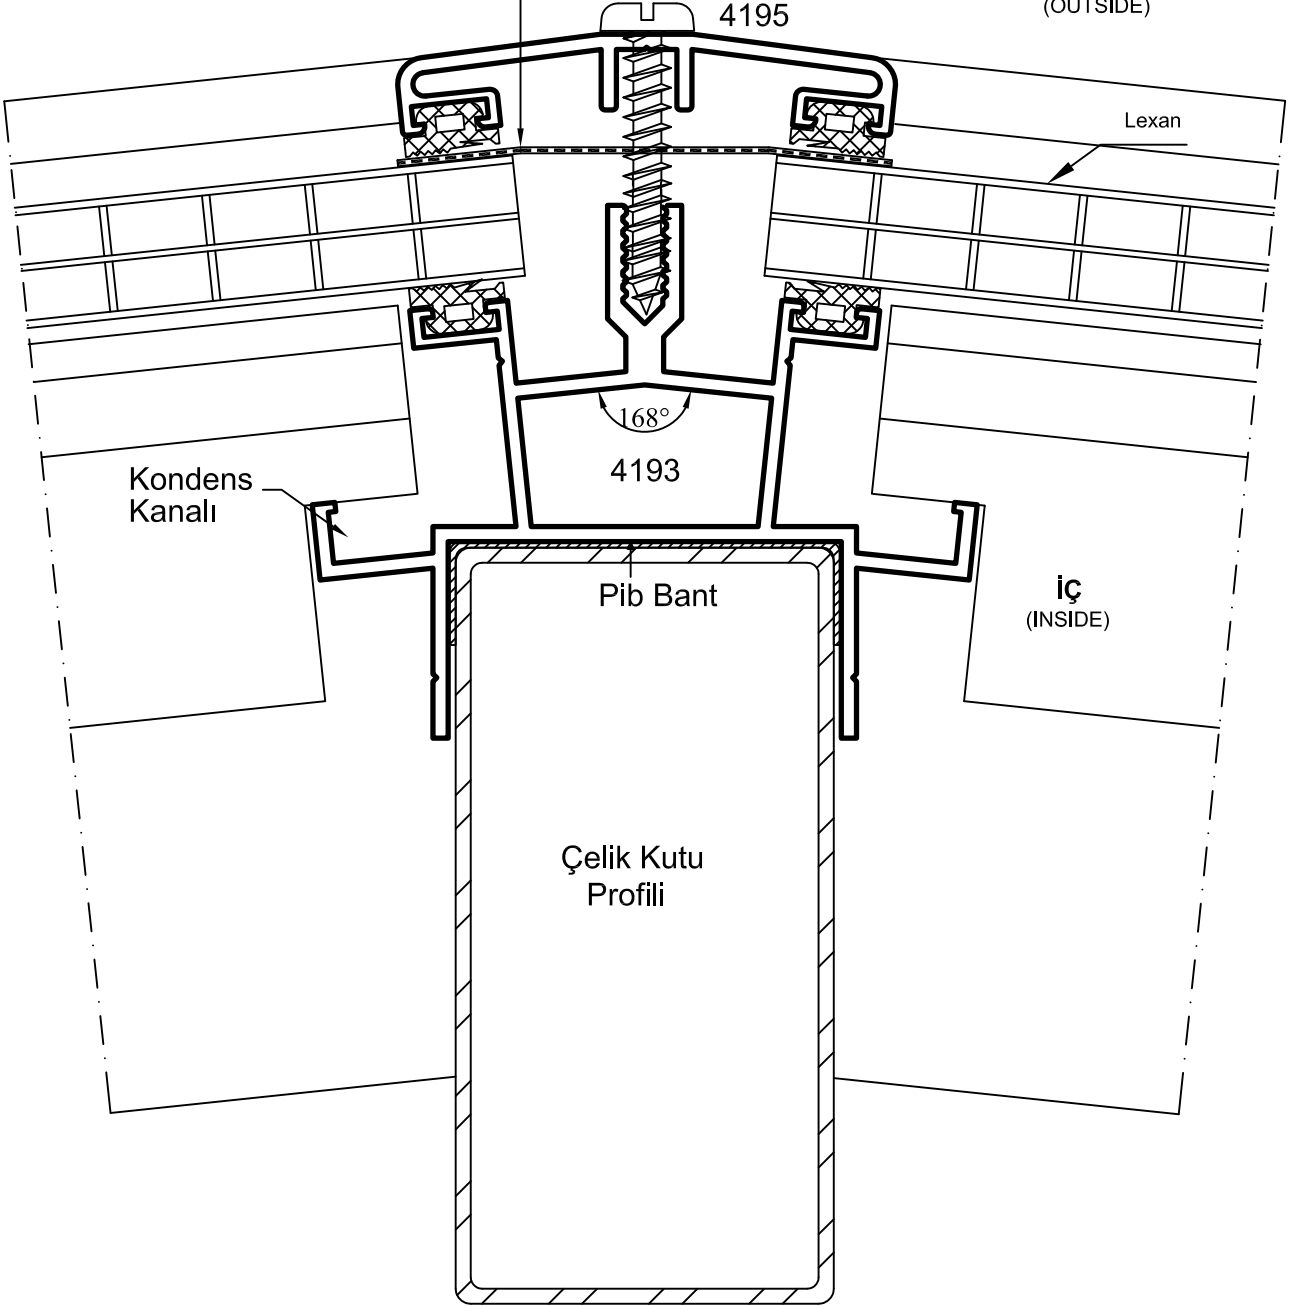 4195
(OUTSIDE)
Lexan
168°
4193
Kondens
Kanalı
Pib Bant
İÇ
(INSIDE)
Çelik Kutu
Profili